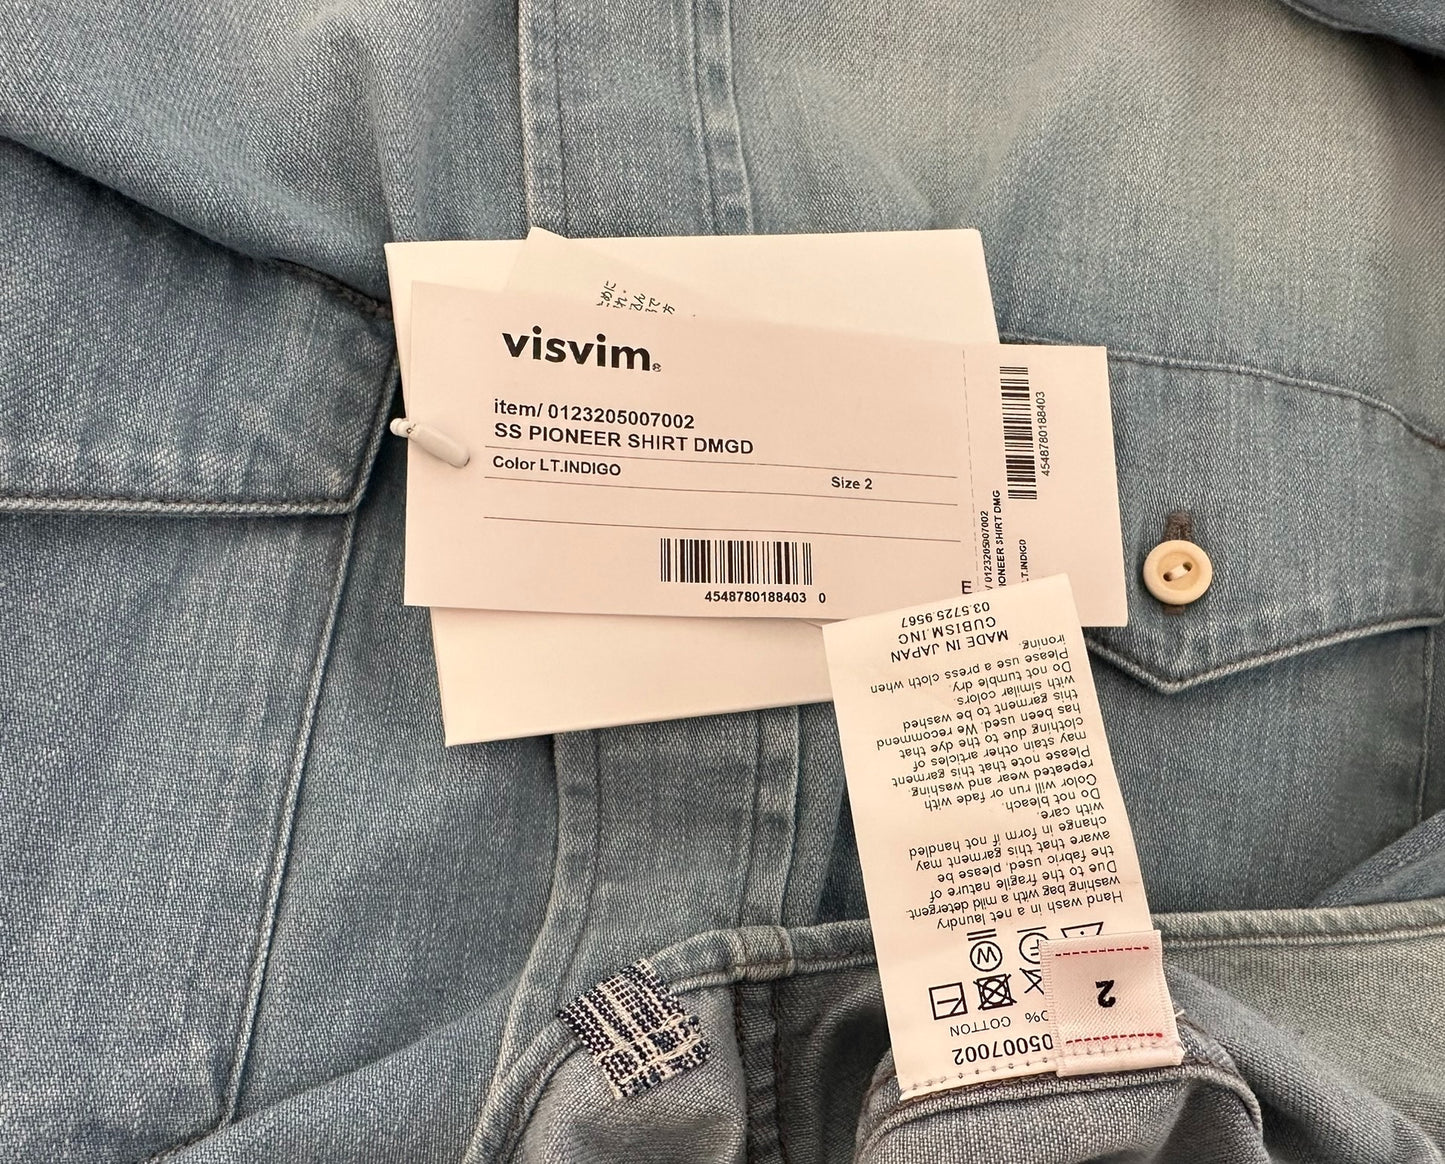 visvim®
item/ 0123205007002
SS PIONEER SHIRT DMGD
Color LT.INDIGO
Size 2
4548780188403 0
E
4548780188403
/ 0123205007002
IONEER SHIRT DMG
LT.INDIGO
05007002
COTTON
W
2
Hand wash in a net laundry
washing bag with a mild detergent.
Due to the fragile nature of
the fabric used, please be
aware that this garment may
change in form if not handled
with care.
Do not bleach.
Color will run or fade with
repeated wear and washing.
Please note that this garment
may stain other articles of
clothing due to the dye that
has been used. We recommend
this garment to be washed
with similar colors.
Do not tumble dry.
Please use a press cloth when
ironing.
MADE IN JAPAN
CUBISM.INC
03.5725.9567